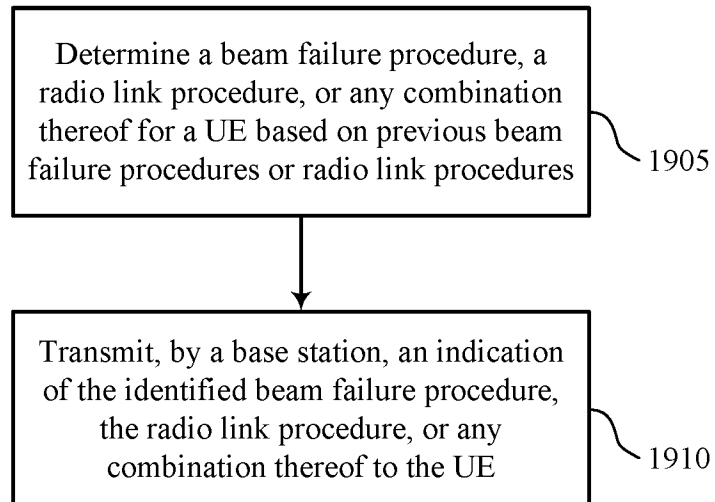 Determine a beam failure procedure, a
radio link procedure, or any combination
thereof for a UE based on previous beam
failure procedures or radio link procedures
1905
Transmit, by a base station, an indication
of the identified beam failure procedure,
the radio link procedure, or any
combination thereof to the UE
1910